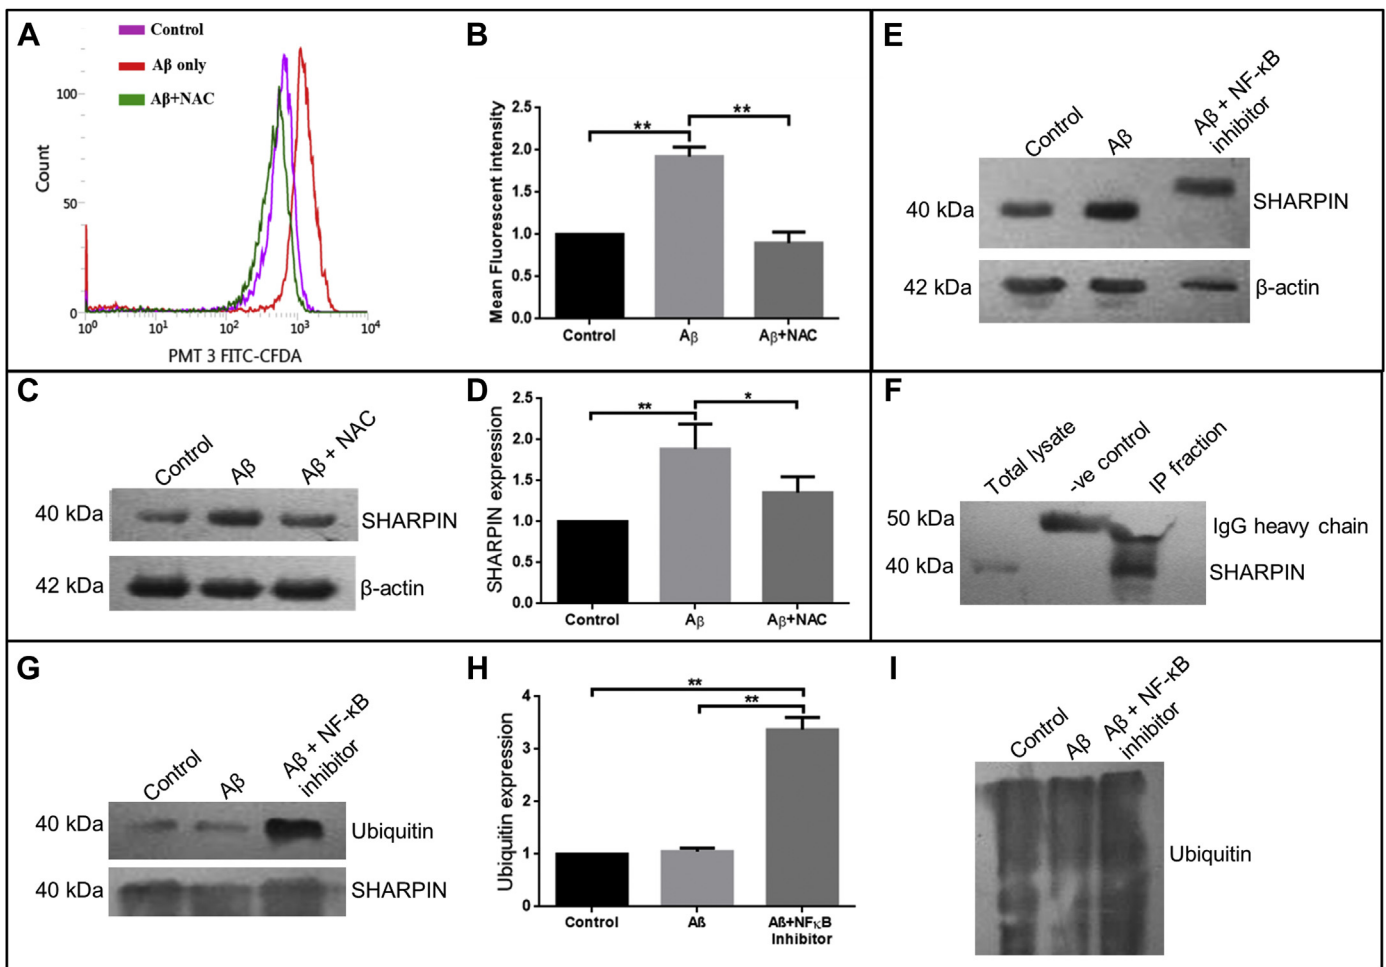 A
Control
Aβ only
Aβ+NAC
Count
100
50
0
10⁰ 10¹ 10² 10³ 10⁴
PMT 3 FITC-CFDA
B
Mean Fluorescent intensity
2.5
2.0
1.5
1.0
0.5
0.0
** **
Control Aβ Aβ+NAC
E
Control Aβ Aβ + NF-κB
inhibitor
40 kDa SHARPIN
42 kDa β-actin
C
Control Aβ Aβ + NAC
40 kDa SHARPIN
42 kDa β-actin
D
SHARPIN expression
2.5
2.0
1.5
1.0
0.5
0.0
** *
Control Aβ Aβ+NAC
F
Total lysate -ve control IP fraction
50 kDa IgG heavy chain
40 kDa SHARPIN
G
Control Aβ Aβ + NF-κB
inhibitor
40 kDa Ubiquitin
40 kDa SHARPIN
H
Ubiquitin expression
4
3
2
1
0
**
**
Control Aß Aß+NFκB
Inhibitor
I
Control Aβ Aβ + NF-κB
inhibitor
Ubiquitin